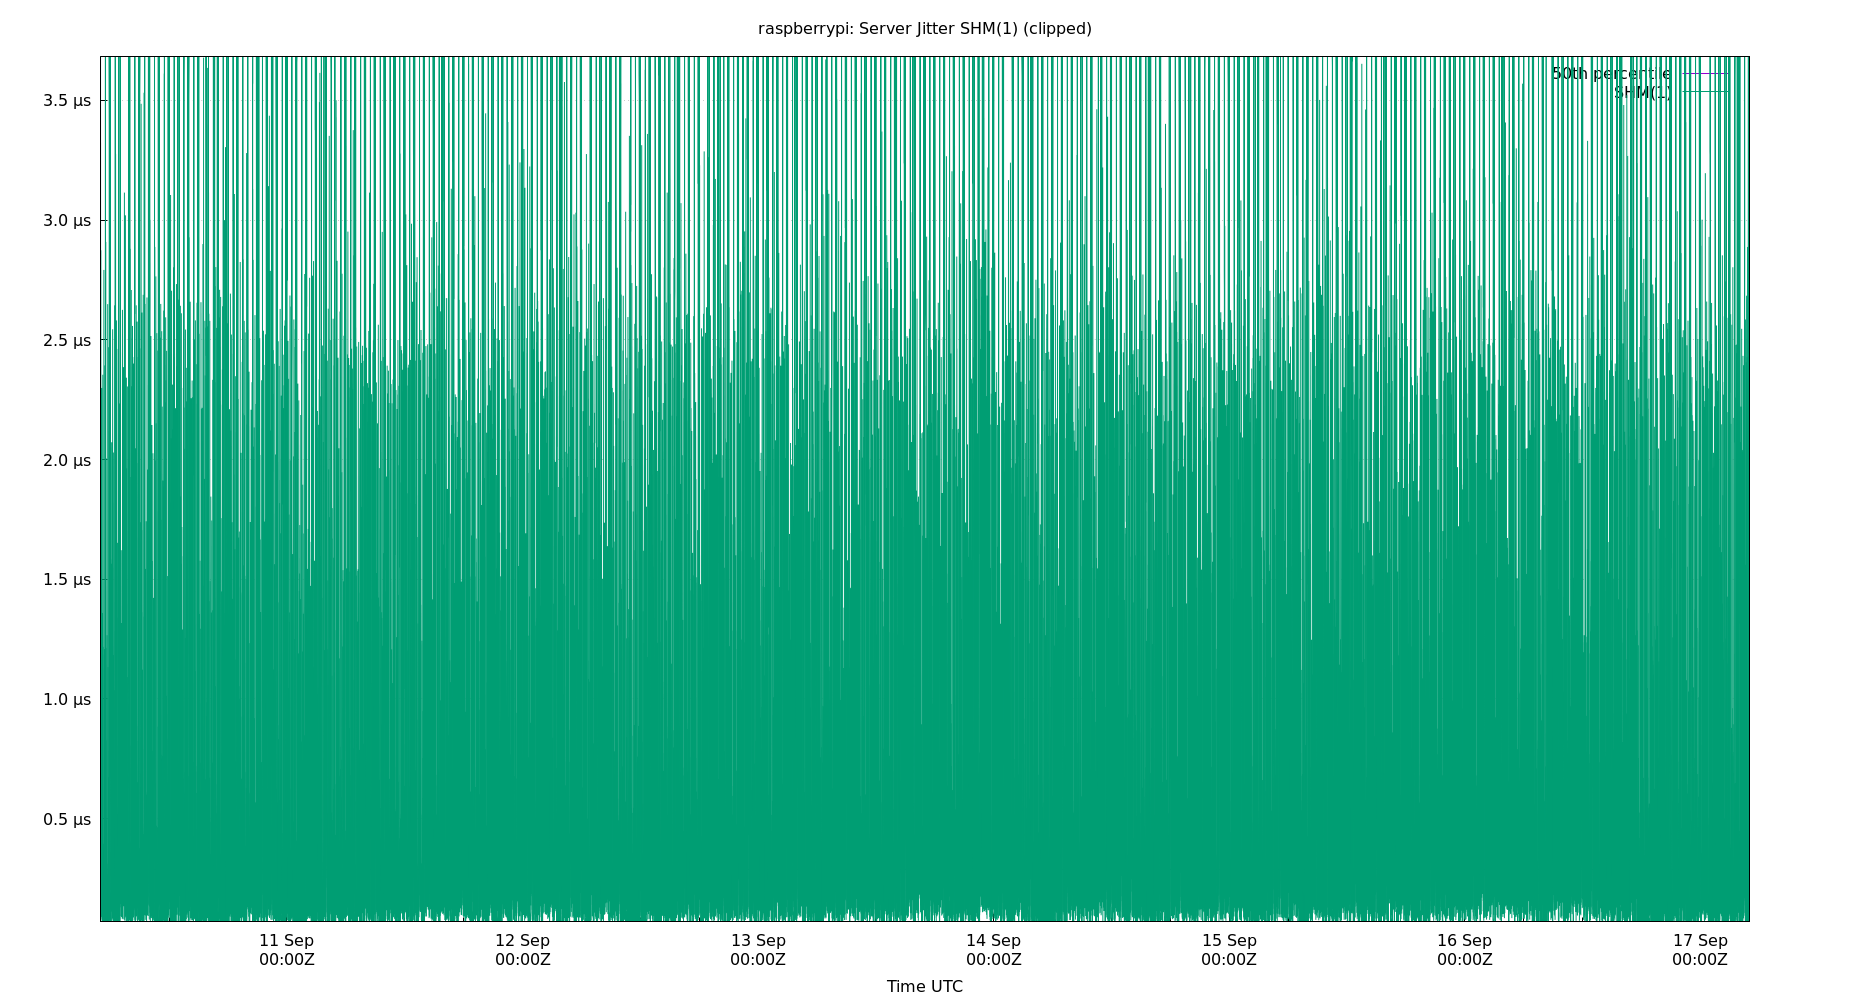 raspberrypi: Server Jitter SHM(1) (clipped)
50th percentile
SHM(1)
3.5 µs
3.0 µs
2.5 µs
2.0 µs
1.5 µs
1.0 µs
0.5 µs
11 Sep 12 Sep 13 Sep 14 Sep 15 Sep 16 Sep 17 Sep
00:00Z 00:00Z 00:00Z 00:00Z 00:00Z 00:00Z 00:00Z
Time UTC